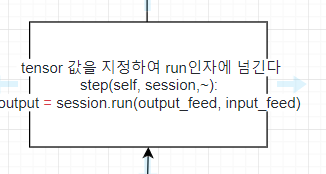 tensor 값을 지정하여 run인자에 넘긴다
step(self, session,~):
output = session.run(output_feed, input_feed)